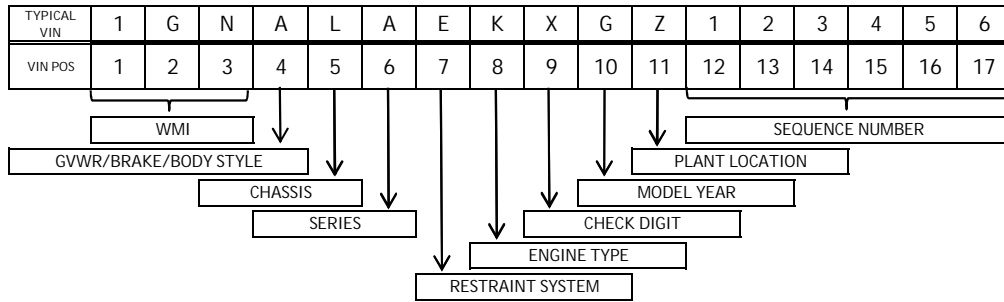 TYPICAL VIN 1 G N A L A E K X G Z 1 2 3 4 5 6
VIN POS 1 2 3 4 5 6 7 8 9 10 11 12 13 14 15 16 17
WMI SEQUENCE NUMBER
GVWR/BRAKE/BODY STYLE PLANT LOCATION
CHASSIS MODEL YEAR
SERIES CHECK DIGIT
ENGINE TYPE
RESTRAINT SYSTEM